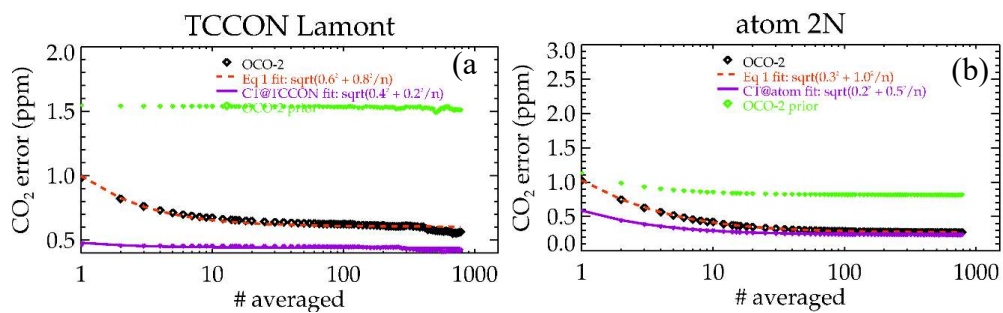 TCCON Lamont
(a
OCO-2
Eq 1 fit: sqrt(0.6² + 0.8²/n)
CT@TCCON fit: sqrt(0.4² + 0.2²/n)
OCO-2 prior
CO₂ error (ppm)
2.0
1.5
1.0
0.5
1
10
100
1000
# averaged
atom 2N
(b)
OCO-2
Eq 1 fit: sqrt(0.3² + 1.0²/n)
CT@atom fit: sqrt(0.2² + 0.5²/n)
OCO-2 prior
CO₂ error (ppm)
3.0
2.5
2.0
1.5
1.0
0.5
0.0
1
10
100
1000
# averaged